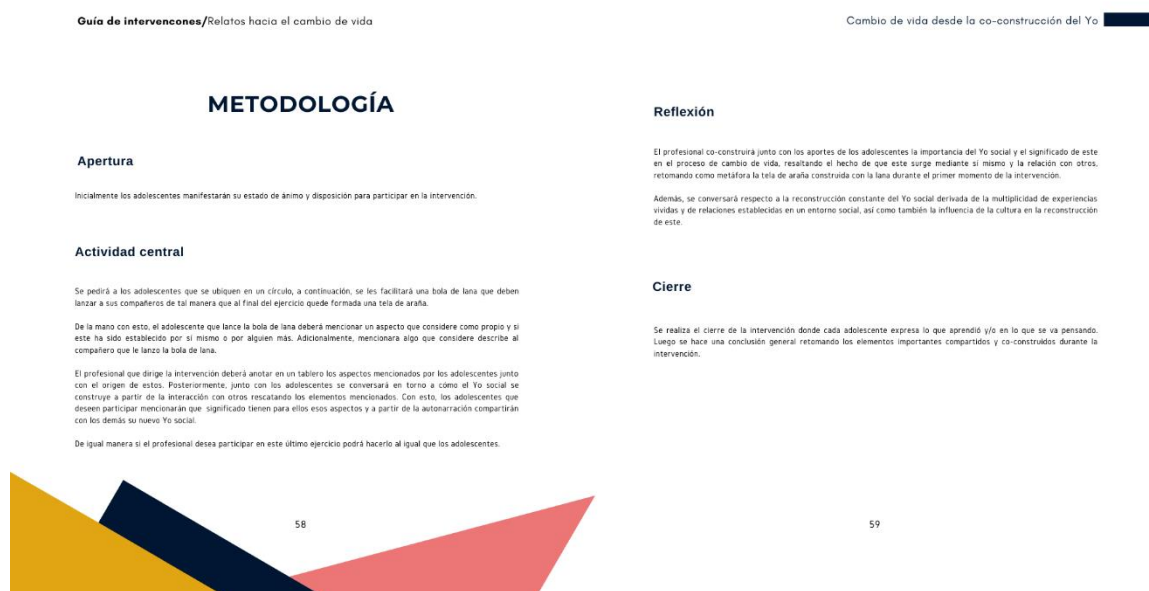 Guía de intervencones/Relatos hacia el cambio de vida
METODOLOGÍA
Apertura
Inicialmente los adolescentes manifestarán su estado de ánimo y disposición para participar en la intervención.
Actividad central
Se pedirá a los adolescentes que se ubiquen en un círculo, a continuación, se les facilitará una bola de lana que deben
lanzar a sus compañeros de tal manera que al final del ejercicio quede formada una tela de araña.
De la mano con esto, el adolescente que lance la bola de lana deberá mencionar un aspecto que considere como propio y si
este ha sido establecido por sí mismo o por alguien más. Adicionalmente, mencionara algo que considere describe al
compañero que le lanzo la bola de lana.
El profesional que dirige la intervención deberá anotar en un tablero los aspectos mencionados por los adolescentes junto
con el origen de estos. Posteriormente, junto con los adolescentes se conversará en torno a cómo el Yo social se
construye a partir de la interacción con otros rescatando los elementos mencionados. Con esto, los adolescentes que
deseen participar mencionarán que significado tienen para ellos esos aspectos y a partir de la autonarración compartirán
con los demás su nuevo Yo social.
De igual manera si el profesional desea participar en este último ejercicio podrá hacerlo al igual que los adolescentes.
58
Cambio de vida desde la co-construcción del Yo
Reflexión
El profesional co-construirá junto con los aportes de los adolescentes la importancia del Yo social y el significado de este
en el proceso de cambio de vida, resaltando el hecho de que este surge mediante sí mismo y la relación con otros,
retomando como metáfora la tela de araña construida con la lana durante el primer momento de la intervención.
Además, se conversará respecto a la reconstrucción constante del Yo social derivada de la multiplicidad de experiencias
vividas y de relaciones establecidas en un entorno social, así como también la influencia de la cultura en la reconstrucción
de este.
Cierre
Se realiza el cierre de la intervención donde cada adolescente expresa lo que aprendió y/o en lo que se va pensando.
Luego se hace una conclusión general retomando los elementos importantes compartidos y co-construidos durante la
intervención.
59